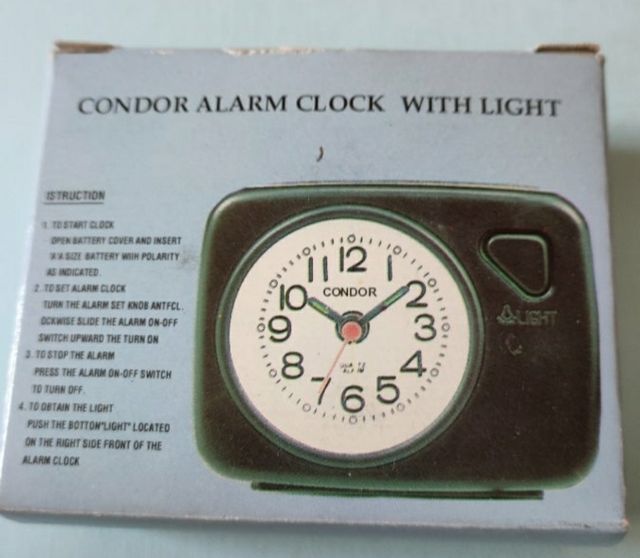 CONDOR ALARM CLOCK WITH LIGHT
ISTRUCTION
1. TO START CLOCK
OPEN BATTERY COVER AND INSERT
SIZE BATTERY WITH POLARITY
AS INDICATED.
2. TO SET ALARM CLOCK
TURN THE ALARM SET KNOB ANTFCL.
OCKWISE SLIDE THE ALARM ON-OFF
SWITCH UPWARD THE TURN ON
3. TO STOP THE ALARM
PRESS THE ALARM ON-OFF SWITCH
TO TURN OFF.
4. TO OBTAIN THE LIGHT
PUSH THE BOTTOM"LIGHT" LOCATED
ON THE RIGHT SIDE FRONT OF THE
ALARM CLOCK
12
11
1
10
2
CONDOR
9
3
8
4
7
5
6
LIGHT